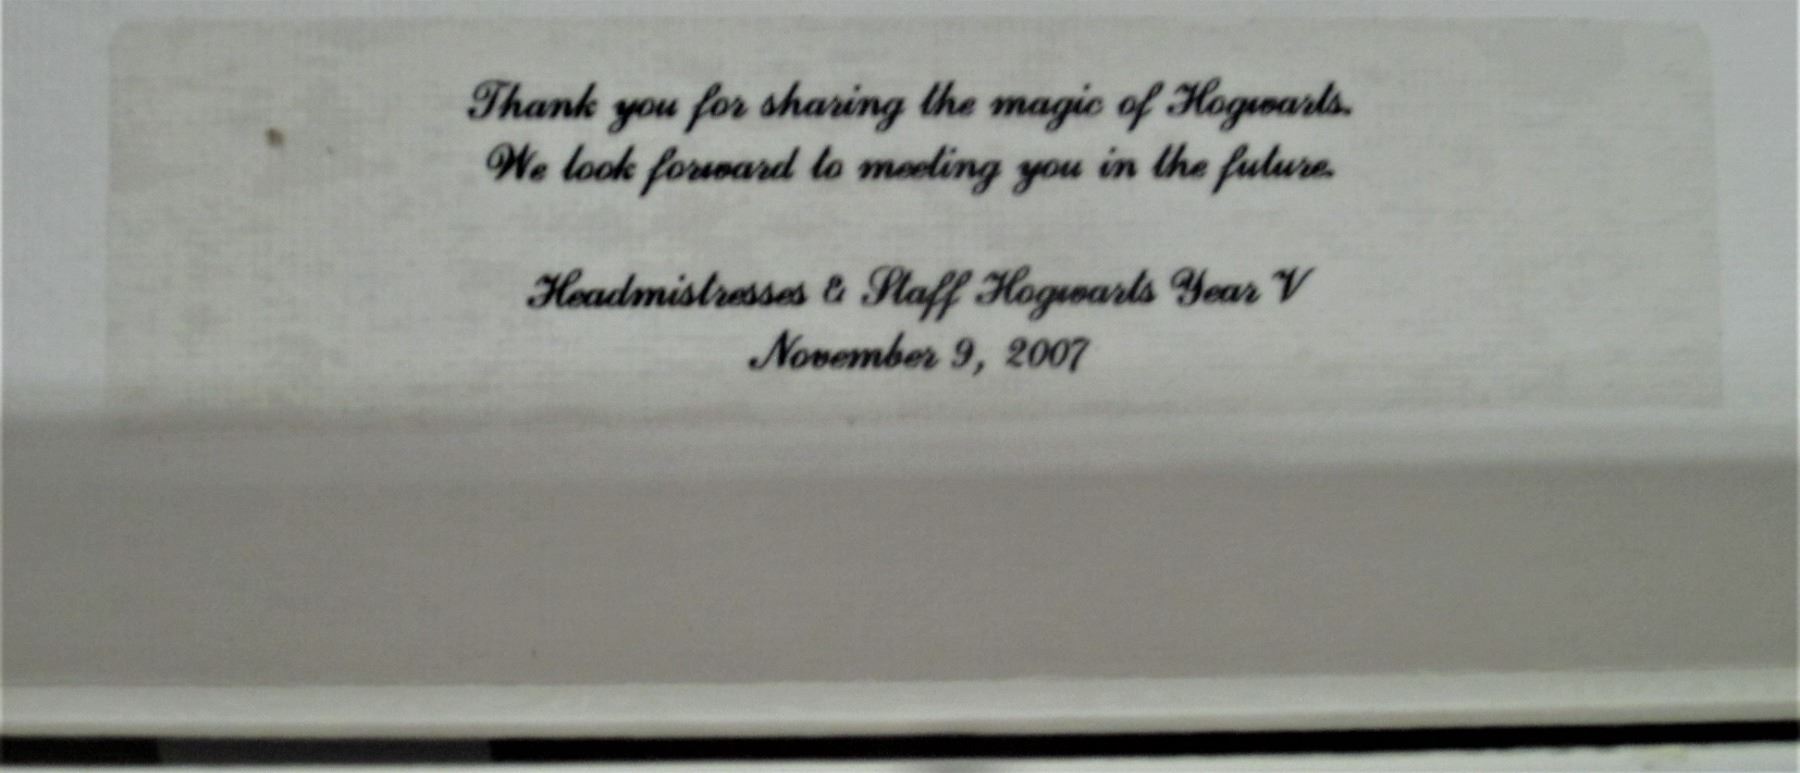 Thank you for sharing the magic of Hogwarts.
We look forward to meeting you in the future.
Headmistresses & Staff Hogwarts Year V
November 9, 2007